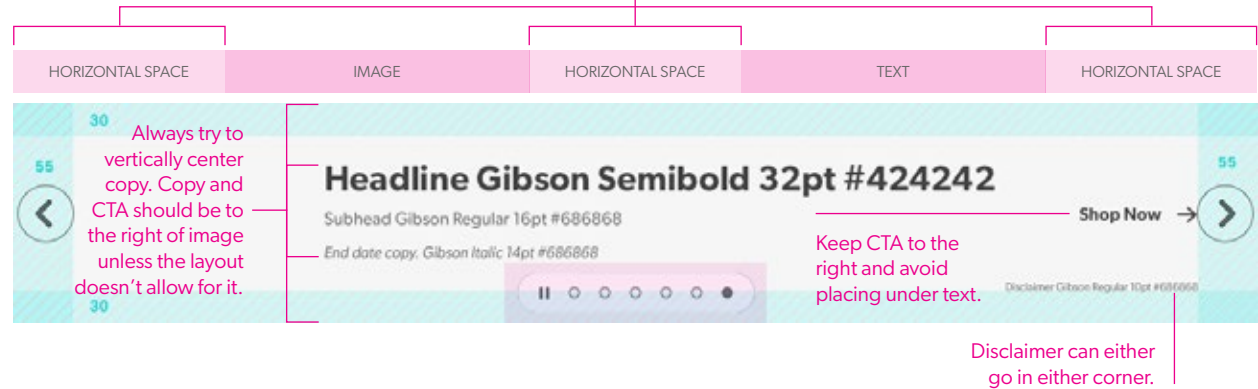 HORIZONTAL SPACE
IMAGE
HORIZONTAL SPACE
TEXT
HORIZONTAL SPACE
30
55
Always try to
vertically center
copy. Copy and
CTA should be to
the right of image
unless the layout
doesn't allow for it.
30
Headline Gibson Semibold 32pt #424242
Subhead Gibson Regular 16pt #686868
End date copy. Gibson Italic 14pt #686868
55
Shop Now
Keep CTA to the
right and avoid
placing under text.
Disclaimer Gibson Regular 10pt #686868
Disclaimer can either
go in either corner.